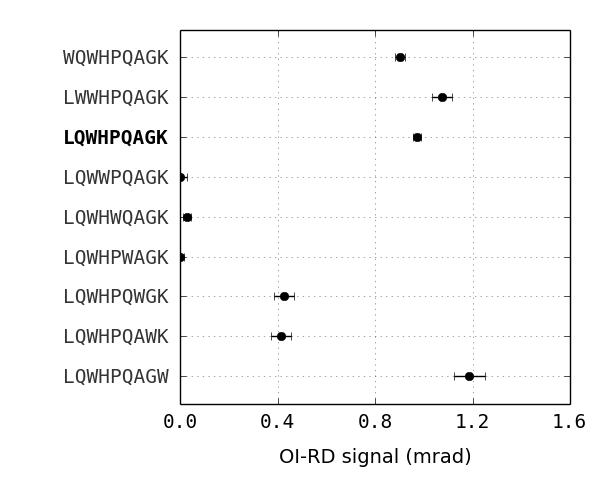 WQWHPQAGK
LWWHPQAGK
LQWHPQAGK
LQWWPQAGK
LQWHWQAGK
LQWHPWAGK
LQWHPQWGK
LQWHPQAWK
LQWHPQAGW
0.0 0.4 0.8 1.2 1.6
OI-RD signal (mrad)